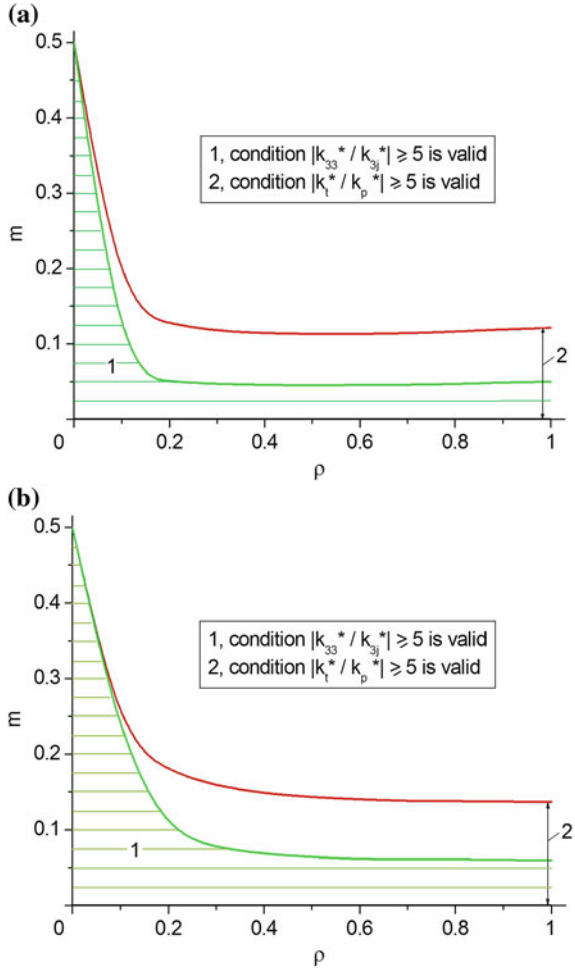 (a)
0.5
0.4
1, condition |k33* / k3j*| ⩾ 5 is valid
2, condition |kt* / kp*| ⩾ 5 is valid
0.3
m
0.2
0.1
1
2
0 0.2 0.4 0.6 0.8 1
ρ
(b)
0.5
0.4
1, condition |k33* / k3j*| ⩾ 5 is valid
2, condition |kt* / kp*| ⩾ 5 is valid
0.3
m
0.2
0.1
1
2
0 0.2 0.4 0.6 0.8 1
ρ